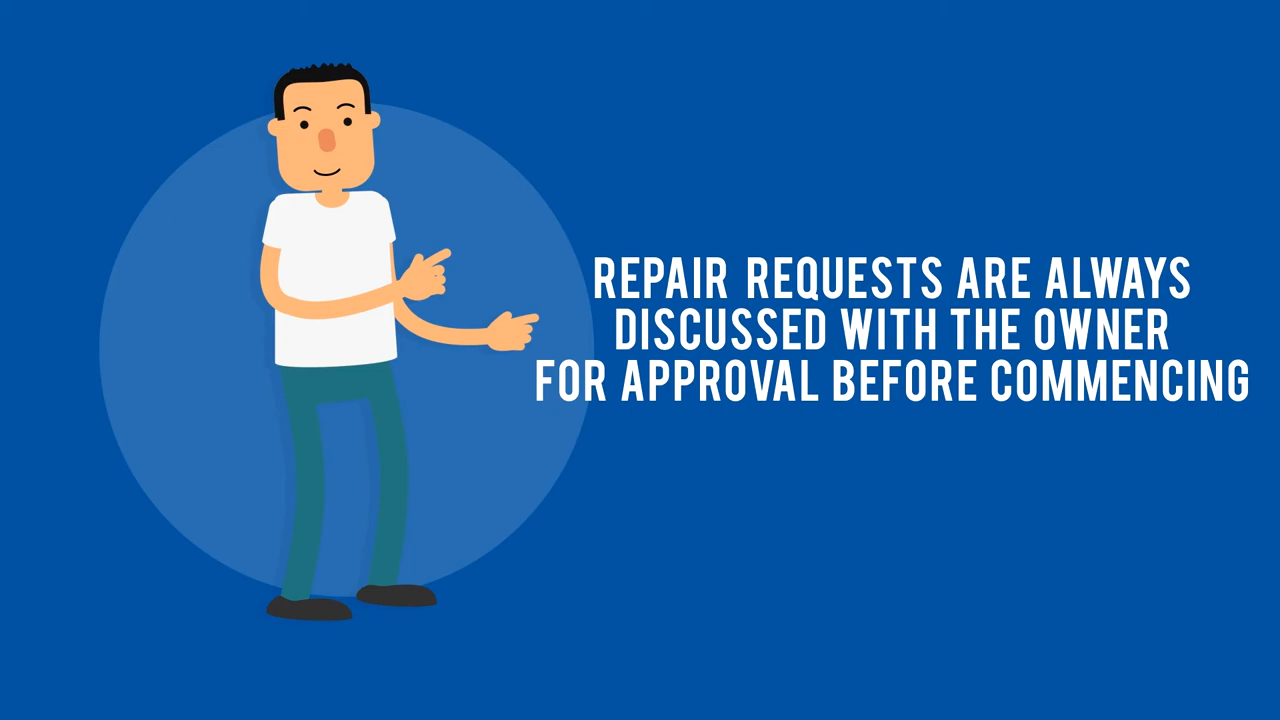 REPAIR REQUESTS ARE ALWAYS
DISCUSSED WITH THE OWNER
FOR APPROVAL BEFORE COMMENCING